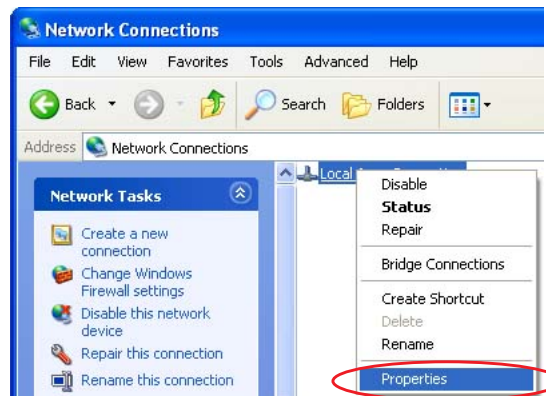 Network Connections
File Edit View Favorites Tools Advanced Help
Back Search Folders
Address Network Connections
Network Tasks
Create a new
connection
Change Windows
Firewall settings
Disable this network
device
Repair this connection
Rename this connection
Local
Disable
Status
Repair
Bridge Connections
Create Shortcut
Delete
Rename
Properties